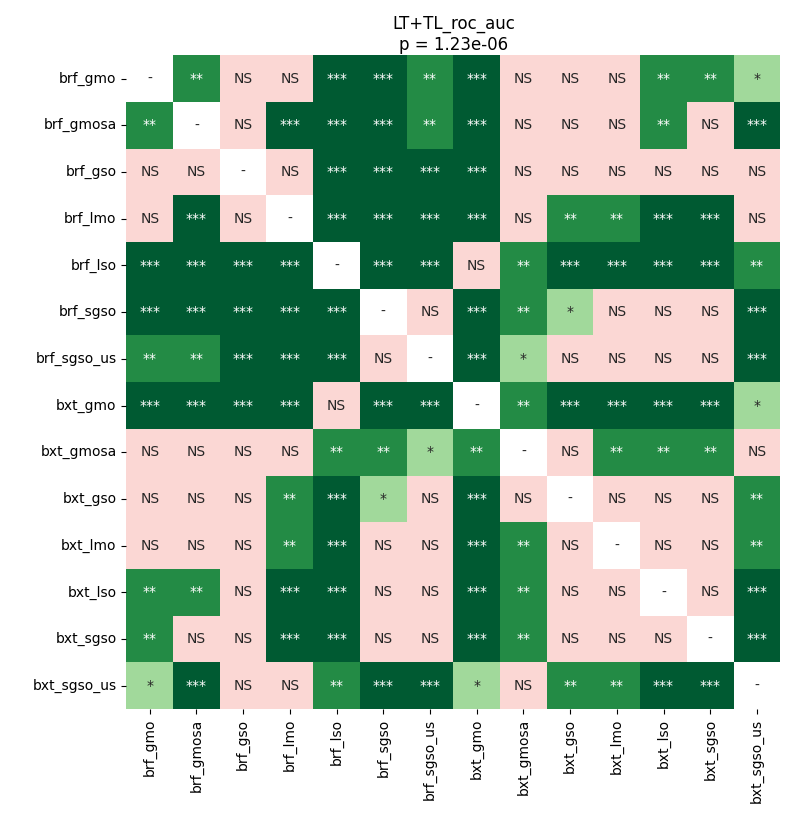 LT+TL_roc_auc
p = 1.23e-06
brf_gmo - ** NS NS *** *** ** *** NS NS NS ** ** *
brf_gmosa ** - NS *** *** *** ** *** NS NS NS ** NS ***
brf_gso NS NS - NS *** *** *** *** NS NS NS NS NS NS
brf_lmo NS *** NS - *** *** *** *** NS ** ** *** *** NS
brf_lso *** *** *** *** - *** *** NS ** *** *** *** *** **
brf_sgso *** *** *** *** *** - NS *** ** * NS NS NS ***
brf_sgso_us ** ** *** *** *** NS - *** * NS NS NS NS ***
bxt_gmo *** *** *** *** NS *** *** - ** *** *** *** *** *
bxt_gmosa NS NS NS NS ** ** * ** - NS ** ** ** NS
bxt_gso NS NS NS ** *** * NS *** NS - NS NS NS **
bxt_lmo NS NS NS ** *** NS NS *** ** NS - NS NS **
bxt_lso ** ** NS *** *** NS NS *** ** NS NS - NS ***
bxt_sgso ** NS NS *** *** NS NS *** ** NS NS NS - ***
bxt_sgso_us * *** NS NS ** *** *** * NS ** ** *** *** -
brf_gmo brf_gmosa brf_gso brf_lmo brf_lso brf_sgso brf_sgso_us bxt_gmo bxt_gmosa bxt_gso bxt_lmo bxt_lso bxt_sgso bxt_sgso_us